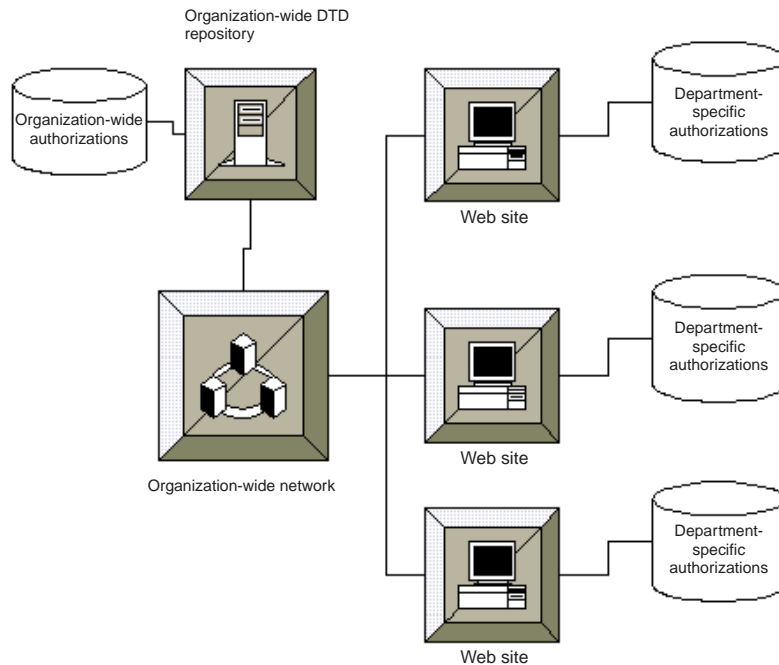 Organization-wide DTD
repository
Organization-wide
authorizations
Department-
specific
authorizations
Web site
Department-
specific
authorizations
Web site
Organization-wide network
Department-
specific
authorizations
Web site